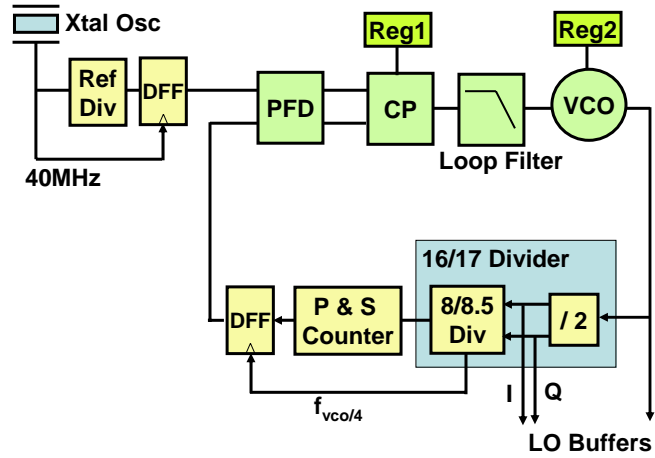 Xtal Osc
Reg1
Reg2
Ref
Div
DFF
PFD
CP
VCO
Loop Filter
40MHz
16/17 Divider
P & S
Counter
8/8.5
Div
/ 2
DFF
fvco/4
I
Q
LO Buffers